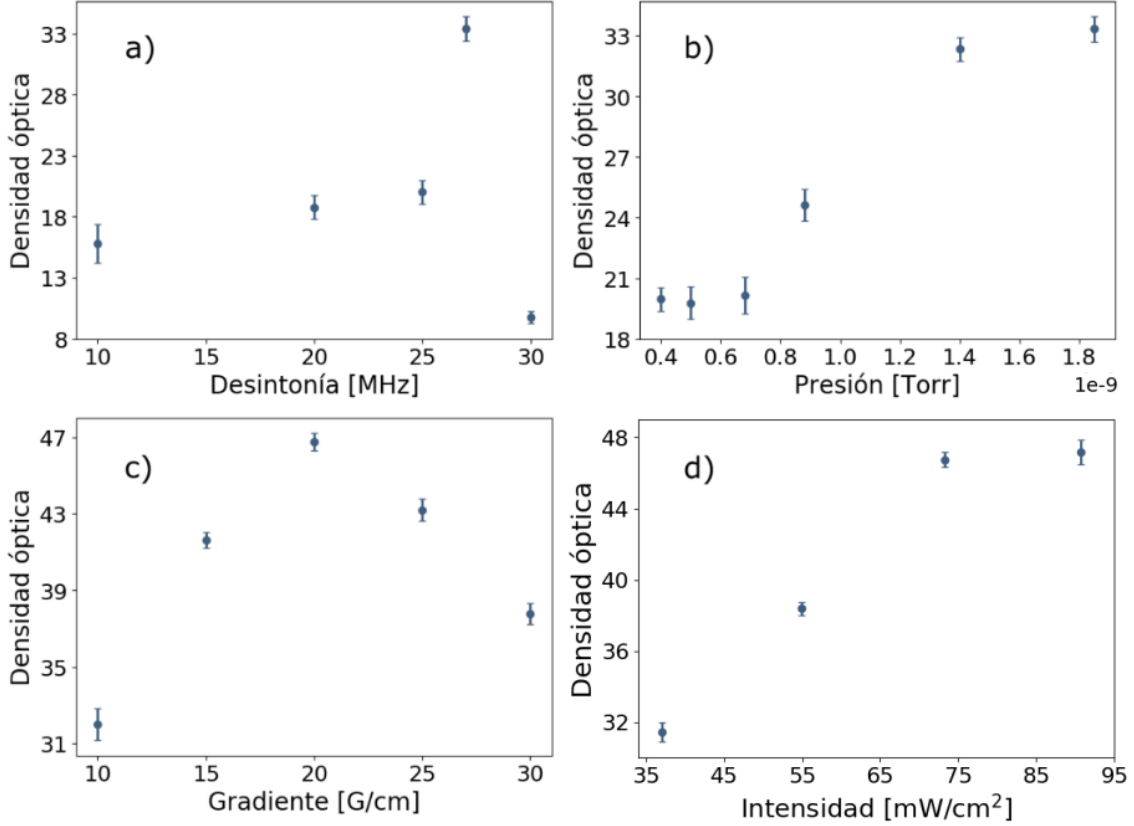 a)
Densidad óptica
33
28
23
18
13
8
10 15 20 25 30
Desintonía [MHz]
b)
Densidad óptica
33
30
27
24
21
18
0.4 0.6 0.8 1.0 1.2 1.4 1.6 1.8
Presión [Torr] 1e-9
c)
Densidad óptica
47
43
39
35
31
10 15 20 25 30
Gradiente [G/cm]
d)
Densidad óptica
48
44
40
36
32
35 45 55 65 75 85 95
Intensidad [mW/cm²]